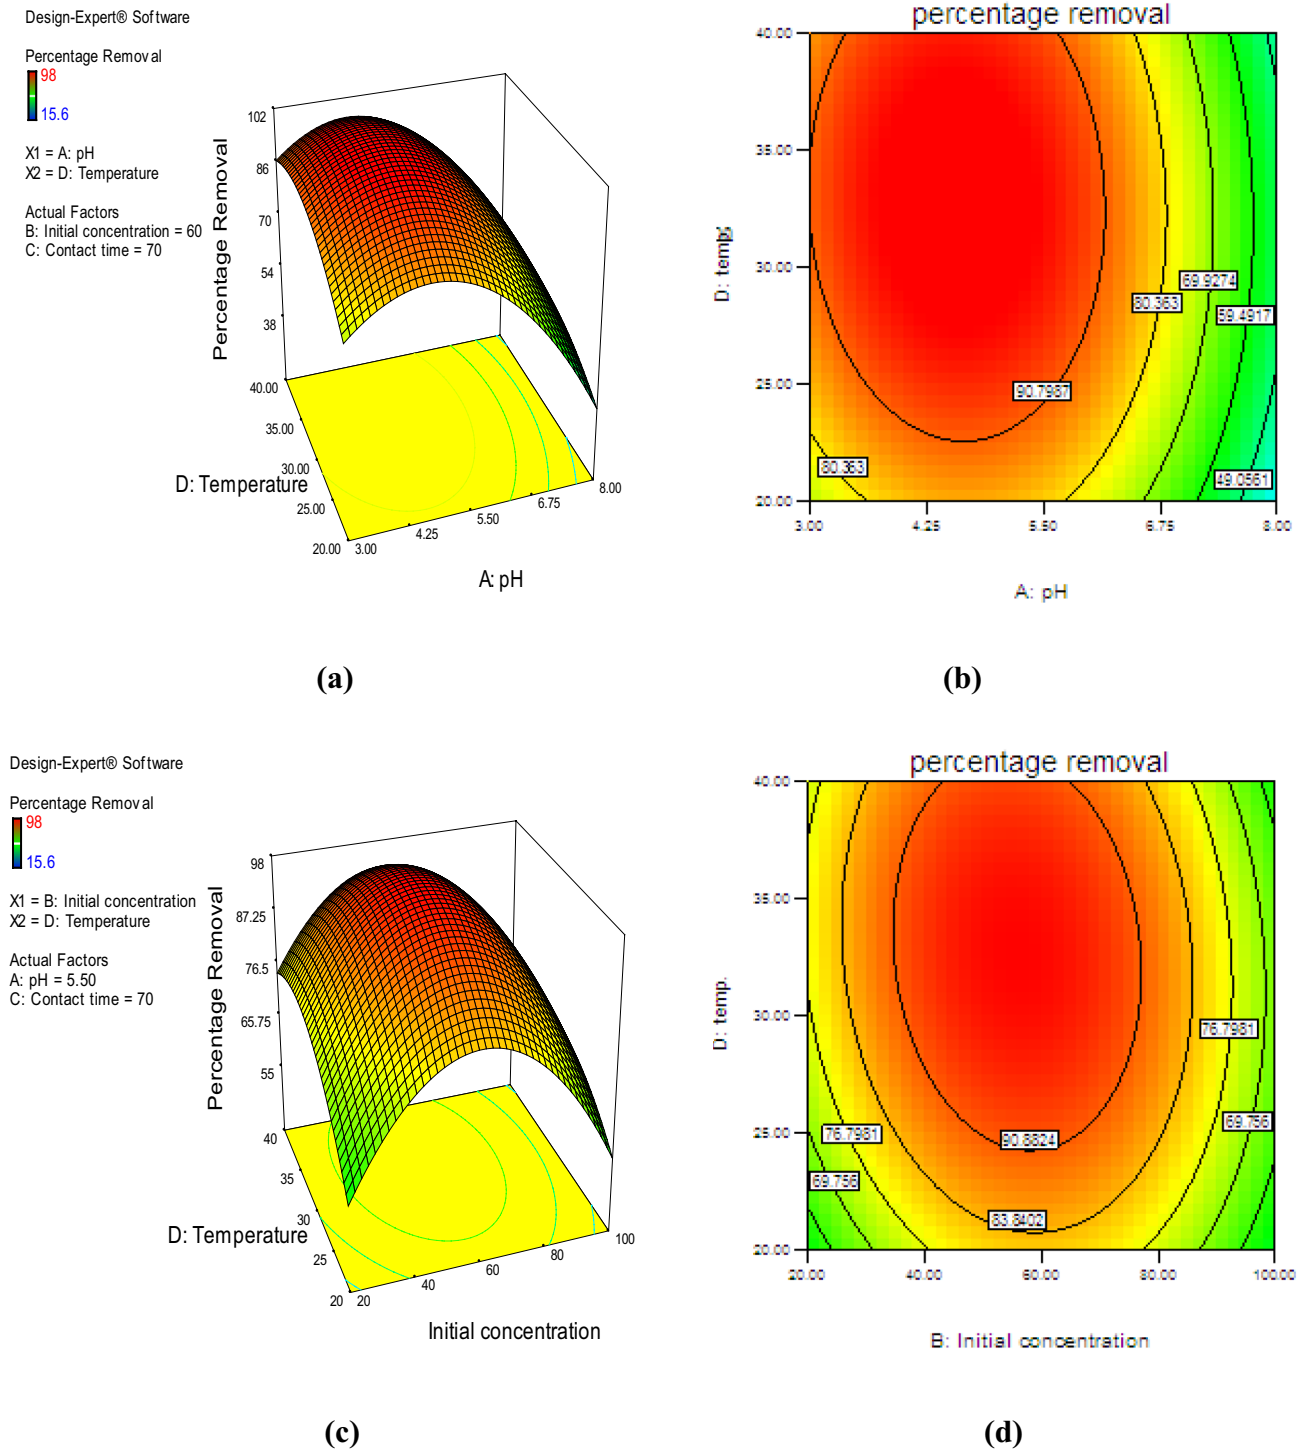 Design-Expert® Software
Percentage Removal
98
15.6
X1 = A: pH
X2 = D: Temperature
Actual Factors
B: Initial concentration = 60
C: Contact time = 70
Percentage Removal
102
86
70
54
38
40.00
35.00
30.00
25.00
20.00
D: Temperature
3.00
4.25
5.50
6.75
8.00
A: pH
(a)
percentage removal
D: temp.
40.00
35.00
30.00
25.00
20.00
69.9274
80.363
59.4917
90.7987
80.363
49.0561
3.00
4.25
5.50
6.75
8.00
A: pH
(b)
Design-Expert® Software
Percentage Removal
98
15.6
X1 = B: Initial concentration
X2 = D: Temperature
Actual Factors
A: pH = 5.50
C: Contact time = 70
Percentage Removal
98
87.25
76.5
65.75
55
40
35
30
25
20
D: Temperature
20
40
60
80
100
Initial concentration
(c)
percentage removal
D: temp.
40.00
35.00
30.00
25.00
20.00
76.7981
69.756
76.7981
90.8824
69.756
83.8402
20.00
40.00
60.00
80.00
100.00
B: Initial concentration
(d)